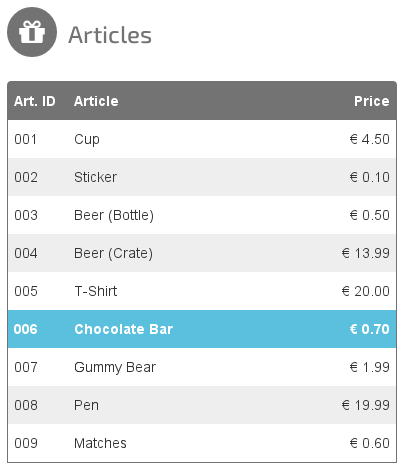 Articles
Art. ID Article Price
001 Cup € 4.50
002 Sticker € 0.10
003 Beer (Bottle) € 0.50
004 Beer (Crate) € 13.99
005 T-Shirt € 20.00
006 Chocolate Bar € 0.70
007 Gummy Bear € 1.99
008 Pen € 19.99
009 Matches € 0.60